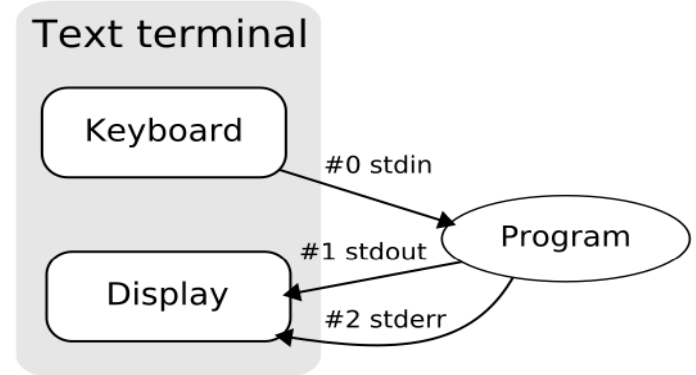 Text terminal
Keyboard
#0 stdin
Program
#1 stdout
Display
#2 stderr